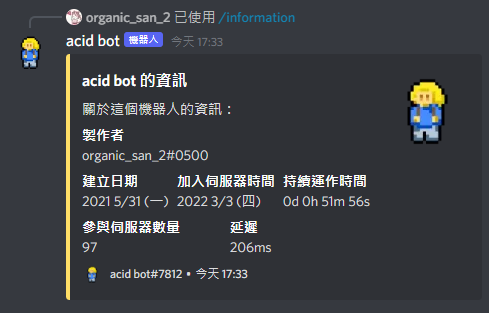 organic_san_2 已使用 /information
acid bot 機器人 今天 17:33
acid bot 的資訊
關於這個機器人的資訊：
製作者
organic_san_2#0500
建立日期 加入伺服器時間 持續運作時間
2021 5/31 (一) 2022 3/3 (四) 0d 0h 51m 56s
參與伺服器數量 延遲
97 206ms
acid bot#7812 • 今天 17:33